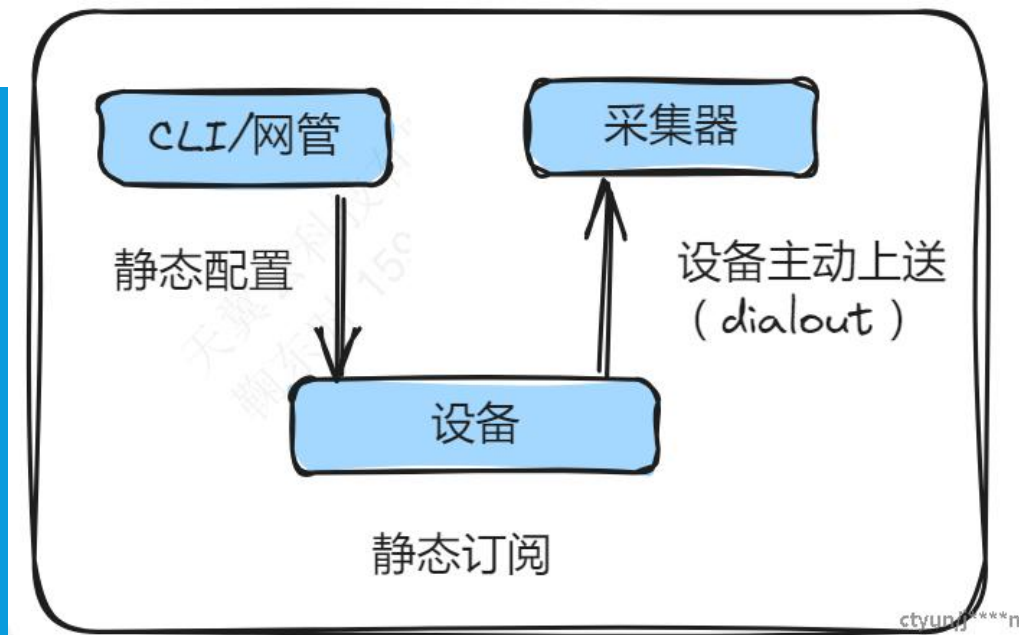 CLI/网管
采集器
静态配置
设备主动上送
（dialout）
设备
静态订阅